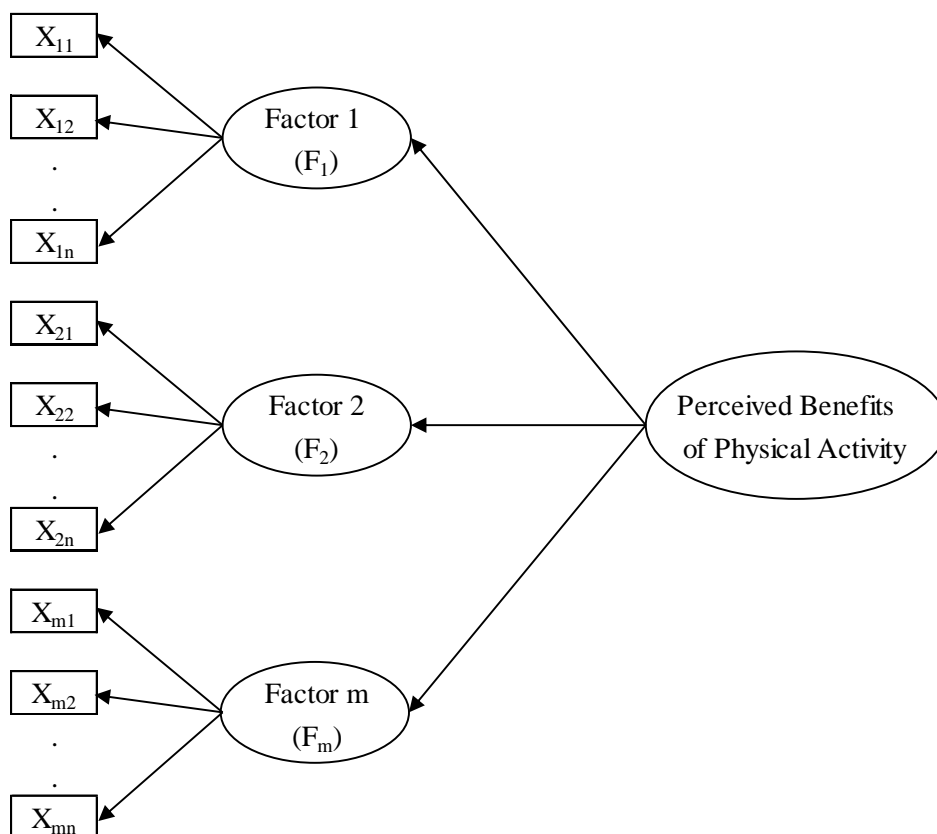 X₁₁
X₁₂
.
.
X₁ₙ
Factor 1
(F₁)
X₂₁
X₂₂
.
.
X₂ₙ
Factor 2
(F₂)
Perceived Benefits
of Physical Activity
Xₘ₁
Xₘ₂
.
.
Xₘₙ
Factor m
(Fₘ)